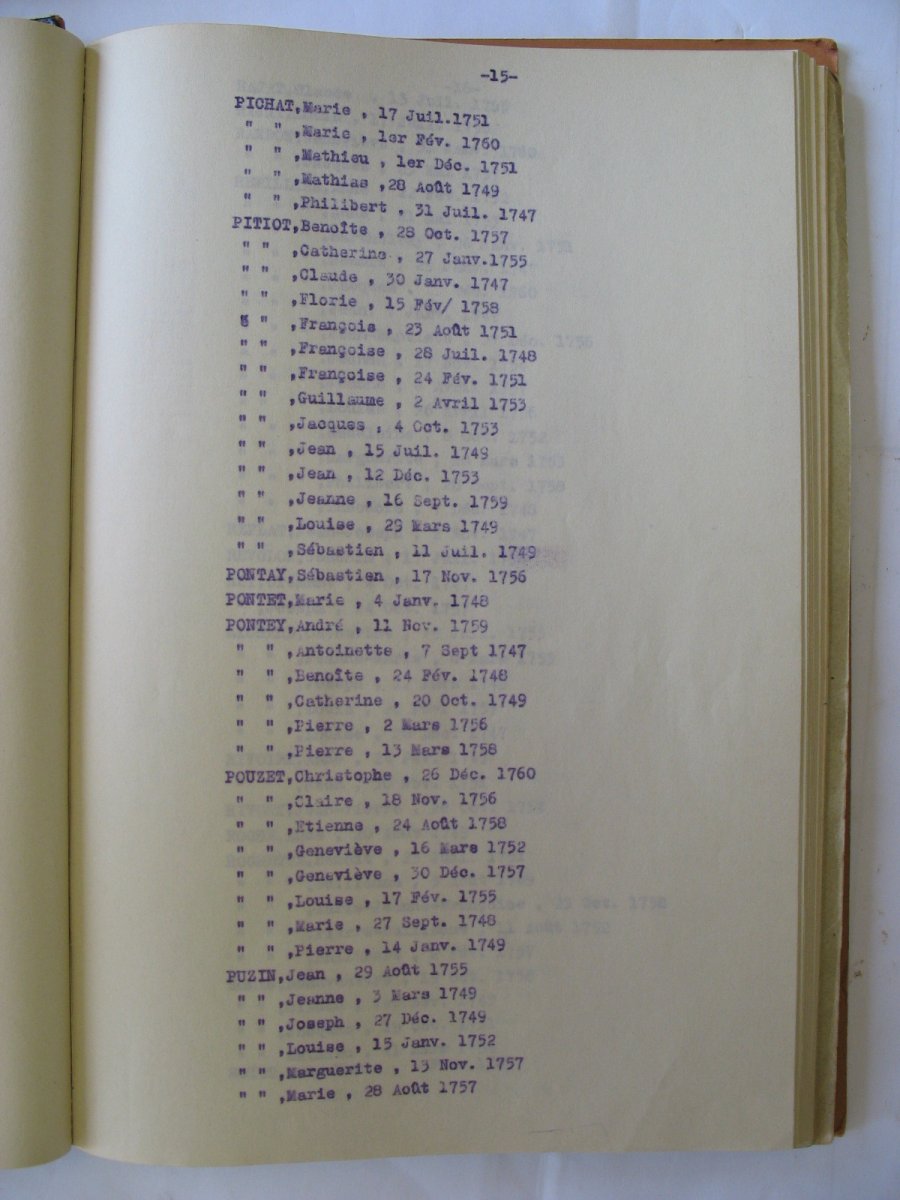 -15-
PICHAT,Marie , 17 Juil.1751
" " ,Marie , 1er Fév. 1760
" " ,Mathieu , 1er Déc. 1751
" " ,Mathias ,28 Août 1749
" " ,Philibert , 31 Juil. 1747
PITIOT,Benoîte , 28 Oct. 1757
" " ,Catherine , 27 Janv.1755
" " ,Claude , 30 Janv. 1747
" " ,Florie , 15 Fév/ 1758
" " ,François , 23 Août 1751
" " ,Françoise , 28 Juil. 1748
" " ,Françoise , 24 Fév. 1751
" " ,Guillaume , 2 Avril 1753
" " ,Jacques , 4 Oct. 1753
" " ,Jean , 15 Juil. 1749
" " ,Jean , 12 Déc. 1753
" " ,Jeanne , 16 Sept. 1759
" " ,Louise , 29 Mars 1749
" " ,Sébastien , 11 Juil. 1749
PONTAY,Sébastien , 17 Nov. 1756
PONTET,Marie , 4 Janv. 1748
PONTEY,André , 11 Nov. 1759
" " ,Antoinette , 7 Sept 1747
" " ,Benoîte , 24 Fév. 1748
" " ,Catherine , 20 Oct. 1749
" " ,Pierre , 2 Mars 1756
" " ,Pierre , 13 Mars 1758
POUZET,Christophe , 26 Déc. 1760
" " ,Claire , 18 Nov. 1756
" " ,Etienne , 24 Août 1758
" " ,Geneviève , 16 Mars 1752
" " ,Geneviève , 30 Déc. 1757
" " ,Louise , 17 Fév. 1755
" " ,Marie , 27 Sept. 1748
" " ,Pierre , 14 Janv. 1749
PUZIN,Jean , 29 Août 1755
" " ,Jeanne , 3 Mars 1749
" " ,Joseph , 27 Déc. 1749
" " ,Louise , 15 Janv. 1752
" " ,Marguerite , 13 Nov. 1757
" " ,Marie , 28 Août 1757